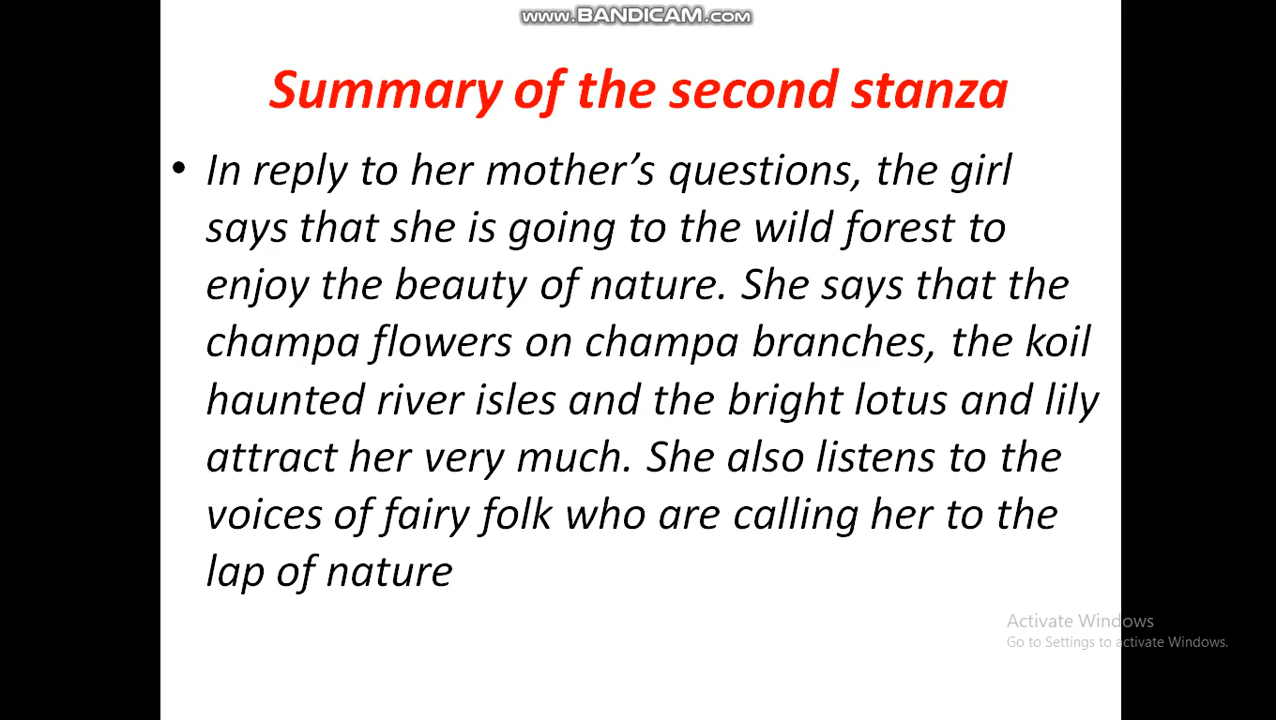 www.BANDICAM.com
Summary of the second stanza
• In reply to her mother’s questions, the girl
says that she is going to the wild forest to
enjoy the beauty of nature. She says that the
champa flowers on champa branches, the koil
haunted river isles and the bright lotus and lily
attract her very much. She also listens to the
voices of fairy folk who are calling her to the
lap of nature
Activate Windows
Go to Settings to activate Windows.